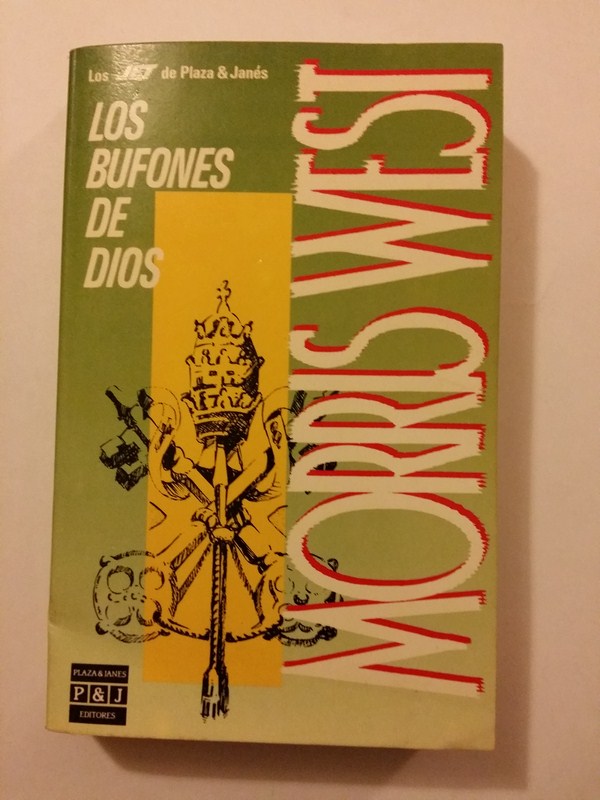 Los JET de Plaza & Janés
LOS
BUFONES
DE
DIOS
MORRIS WEST
PLAZA & JANES
P & J
EDITORES